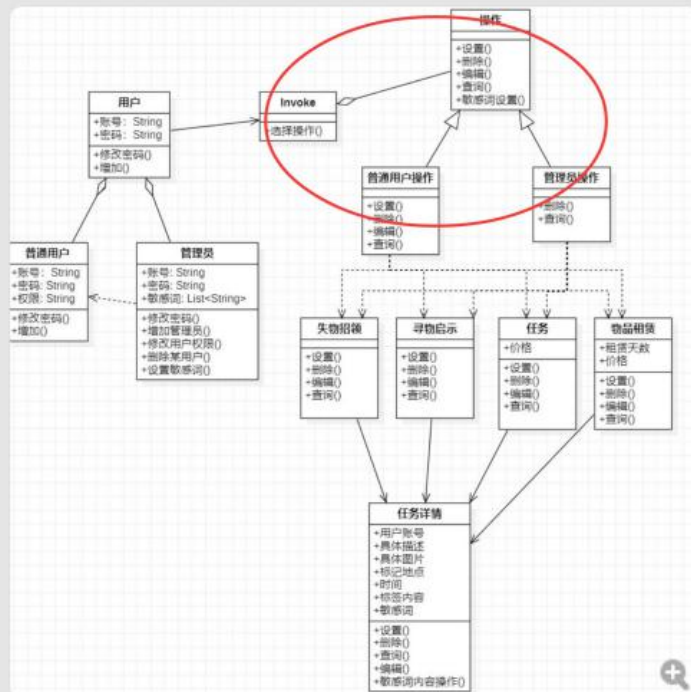 操作
+设置()
+删除()
+编辑()
+查询()
+敏感词设置()
Invoke
+选择操作()
用户
+账号：String
+密码：String
+修改密码()
+增加()
普通用户操作
+设置()
+删除()
+编辑()
+查询()
管理员操作
+删除()
+查询()
普通用户
+账号：String
+密码: String
+权限: String
+修改密码()
+增加()
管理员
+账号: String
+密码: String
+敏感词: List<String>
+修改密码()
+增加管理员()
+修改用户权限()
+删除某用户()
+设置敏感词()
失物招领
+设置()
+删除()
+编辑()
+查询()
寻物启示
+设置()
+删除()
+编辑()
+查询()
任务
+价格
+设置()
+删除()
+编辑()
+查询()
物品租赁
+租赁天数
+价格
+设置()
+删除()
+编辑()
+查询()
任务详情
+用户账号
+具体描述
+具体图片
+标记地点
+时间
+标签内容
+敏感词
+设置()
+删除()
+查询()
+编辑()
+敏感词内容操作()